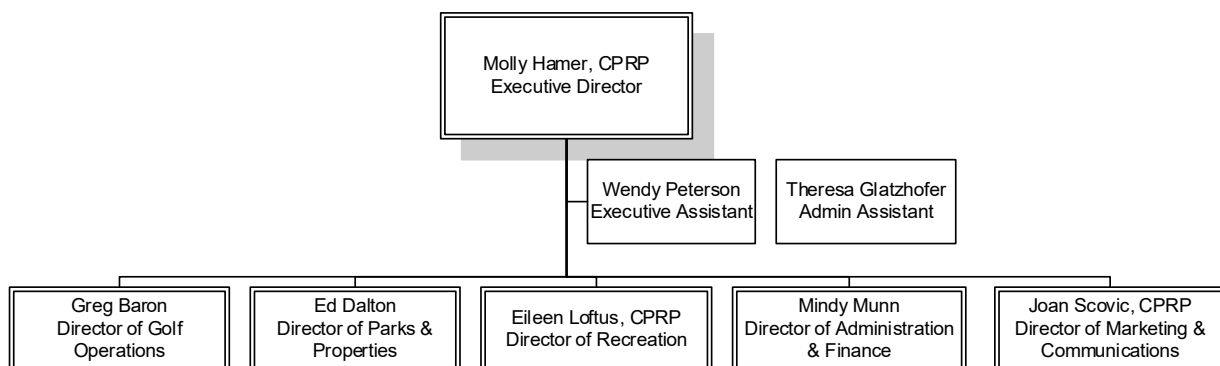 Molly Hamer, CPRP
Executive Director
Wendy Peterson
Executive Assistant
Theresa Glatzhofer
Admin Assistant
Greg Baron
Director of Golf
Operations
Ed Dalton
Director of Parks &
Properties
Eileen Loftus, CPRP
Director of Recreation
Mindy Munn
Director of Administration
& Finance
Joan Scovic, CPRP
Director of Marketing &
Communications